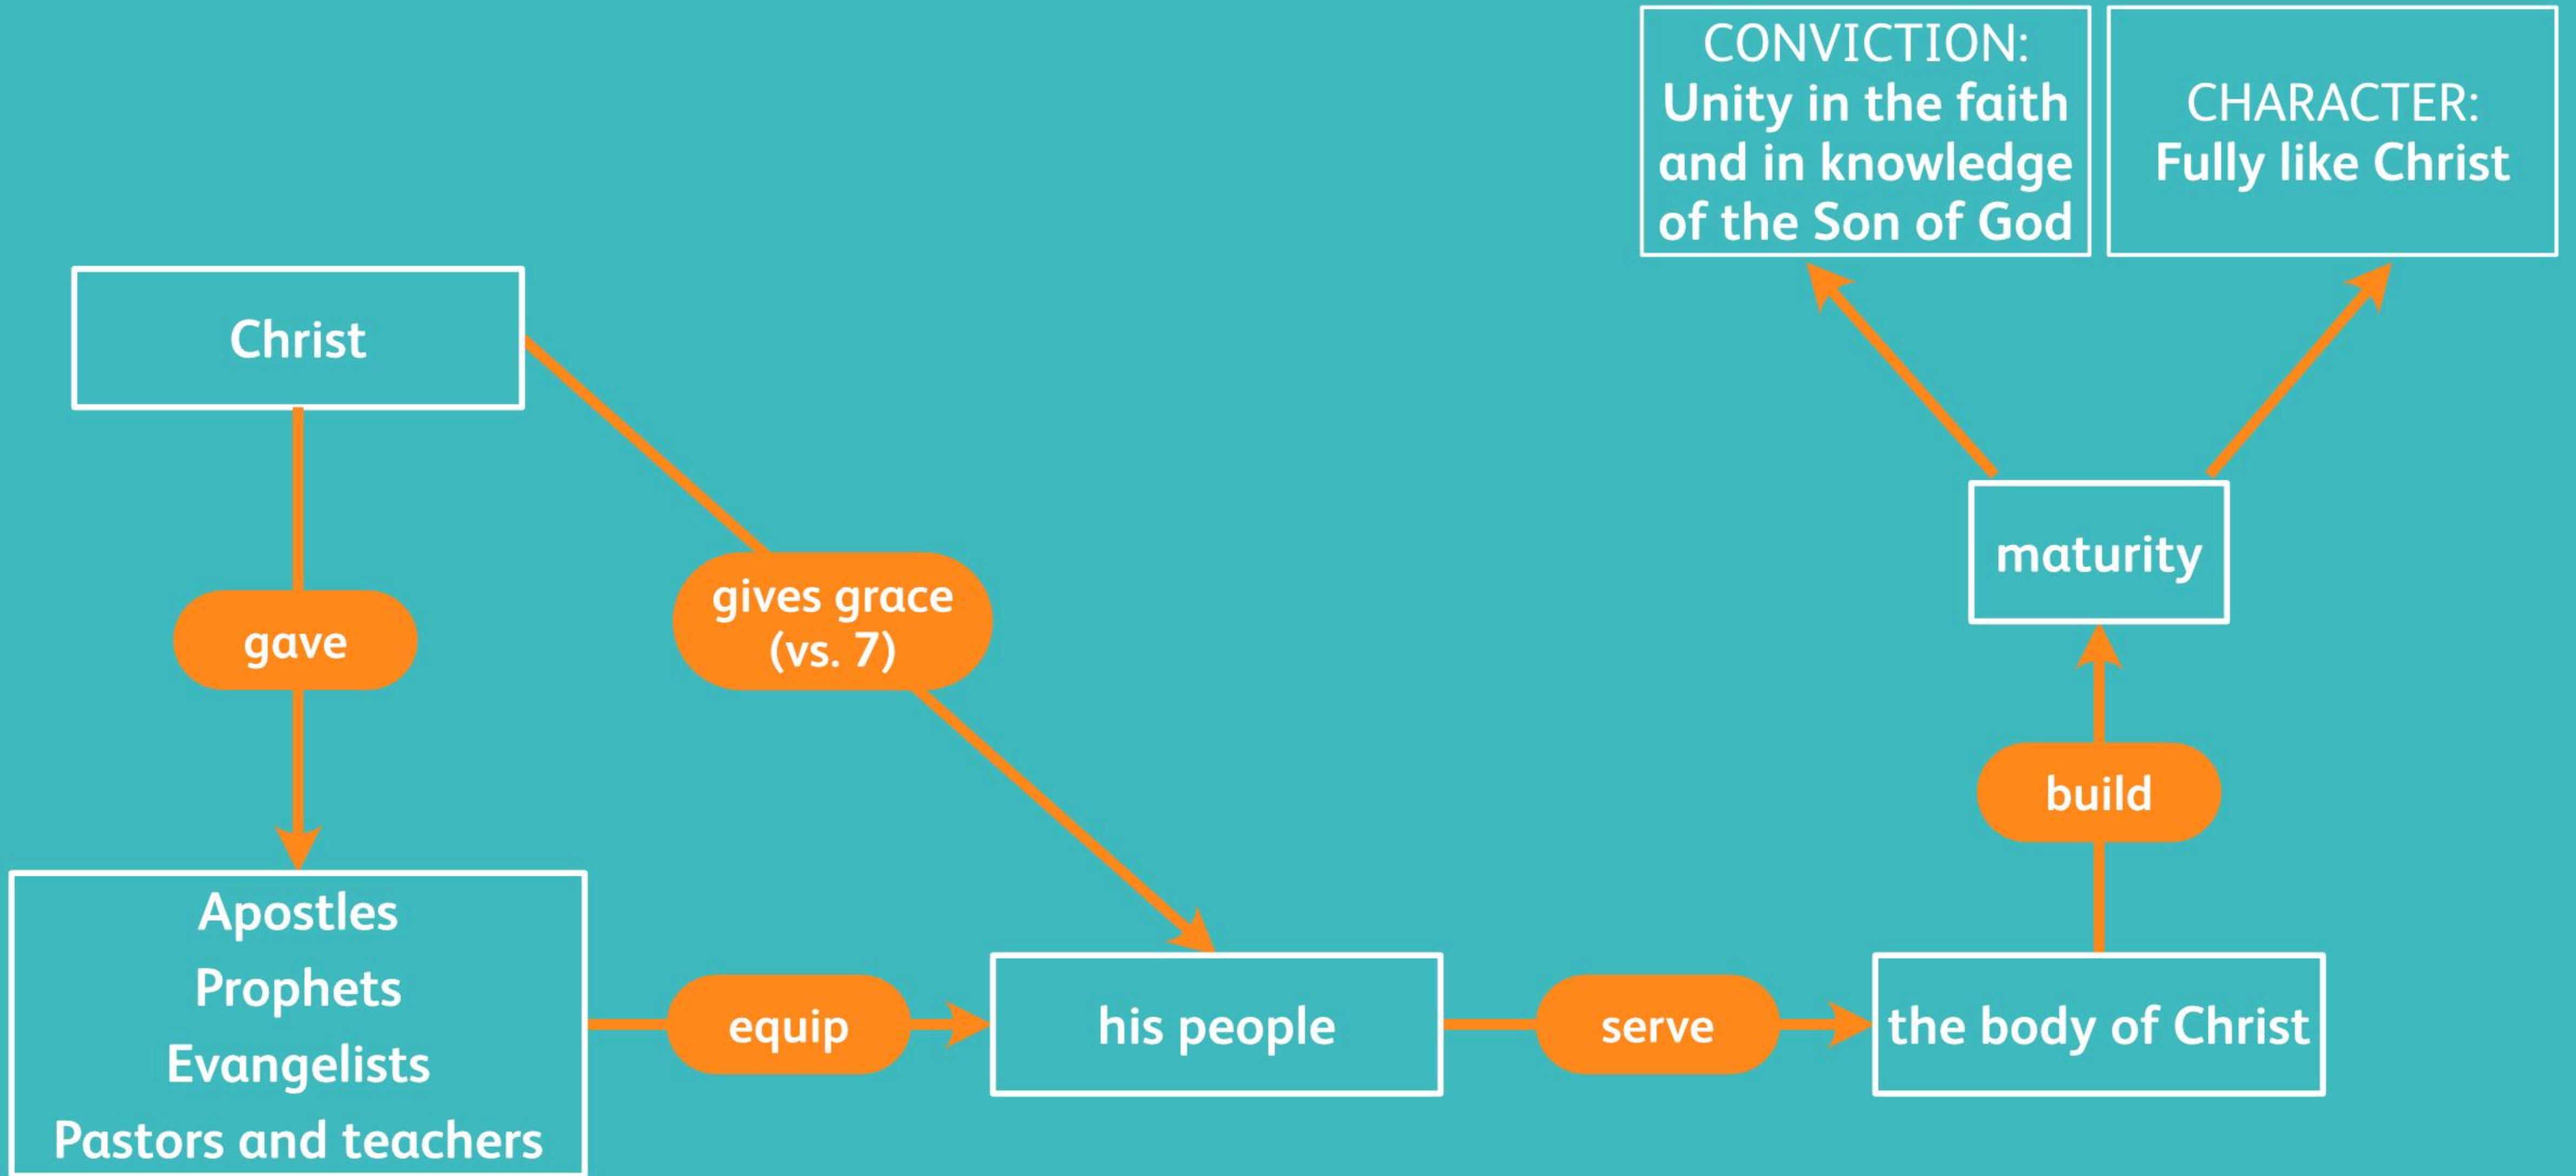 Christ
gave
Apostles
Prophets
Evangelists
Pastors and teachers
gives grace
(vs. 7)
equip
his people
serve
the body of Christ
build
maturity
CONVICTION:
Unity in the faith
and in knowledge
of the Son of God
CHARACTER:
Fully like Christ